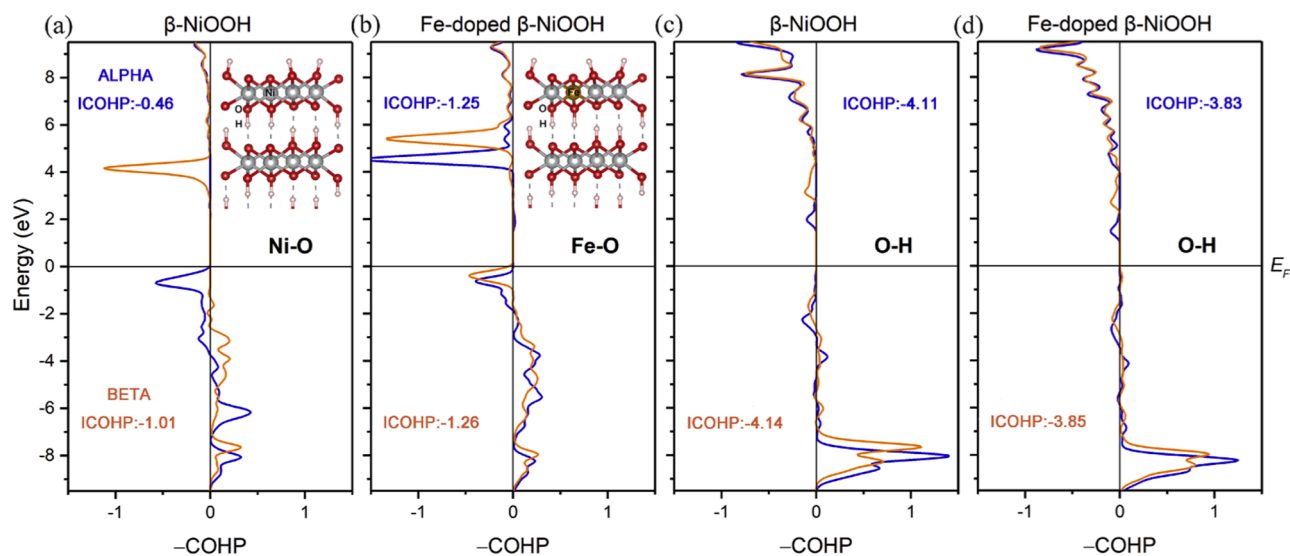 (a) β-NiOOH
(b) Fe-doped β-NiOOH
(c) β-NiOOH
(d) Fe-doped β-NiOOH
Energy (eV)
8
6
4
2
0
-2
-4
-6
-8
ALPHA
ICOHP:-0.46
Ni
O
H
Ni-O
BETA
ICOHP:-1.01
-1 0 1
–COHP
ICOHP:-1.25
Fe
O
H
Fe-O
ICOHP:-1.26
-1 0 1
–COHP
ICOHP:-4.11
O-H
ICOHP:-4.14
-1 0 1
–COHP
ICOHP:-3.83
O-H
E_F
ICOHP:-3.85
-1 0 1
–COHP